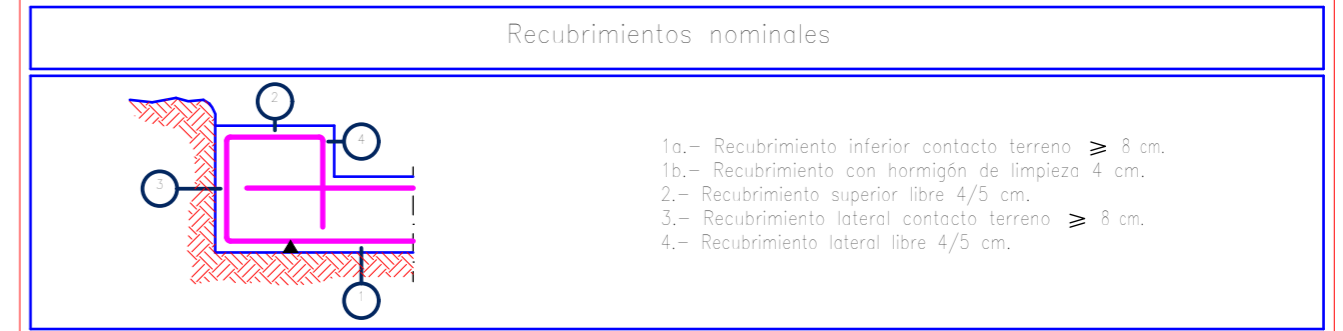 Recubrimientos nominales
2
4
3
1
1a.- Recubrimiento inferior contacto terreno ⩾ 8 cm.
1b.- Recubrimiento con hormigón de limpieza 4 cm.
2.- Recubrimiento superior libre 4/5 cm.
3.- Recubrimiento lateral contacto terreno ⩾ 8 cm.
4.- Recubrimiento lateral libre 4/5 cm.